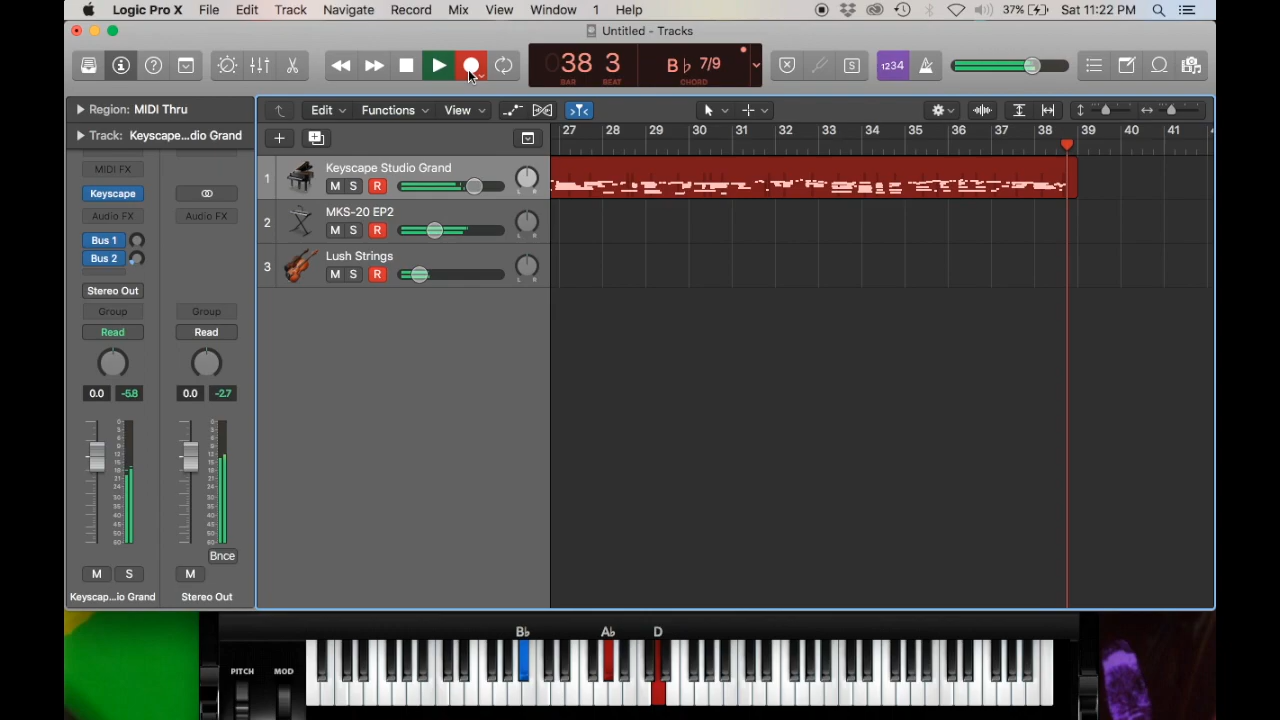 Logic Pro X File Edit Track Navigate Record Mix View Window 1 Help 37% Sat 11:22 PM
Untitled - Tracks
38 3 B♭ 7/9 1234
BAR BEAT CHORD
S
Region: MIDI Thru
Edit Functions View
Track: Keyscape...dio Grand
27 28 29 30 31 32 33 34 35 36 37 38 39 40 41
MIDI FX
Keyscape
Audio FX Audio FX
Bus 1
Bus 2
Stereo Out
Group Group
Read Read
0.0 -5.8 0.0 -2.7
1 Keyscape Studio Grand
M S R
L R
2 MKS-20 EP2
M S R
L R
3 Lush Strings
M S R
L R
Bnce
M S M
Keyscap...io Grand Stereo Out
B♭ A♭ D
PITCH MOD